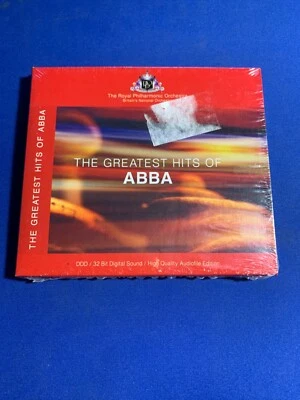 The Royal Philharmonic Orchestra
Britain's National
THE GREATEST HITS OF
ABBA
THE GREATEST HITS OF ABBA
DDD / 32 Bit Digital Sound / High Quality Audiofile Edition